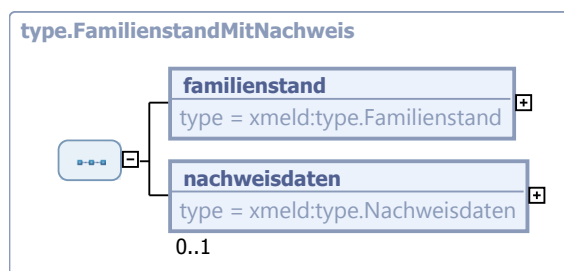 type.FamilienstandMitNachweis
familienstand
type = xmeld:type.Familienstand
nachweisdaten
type = xmeld:type.Nachweisdaten
0..1